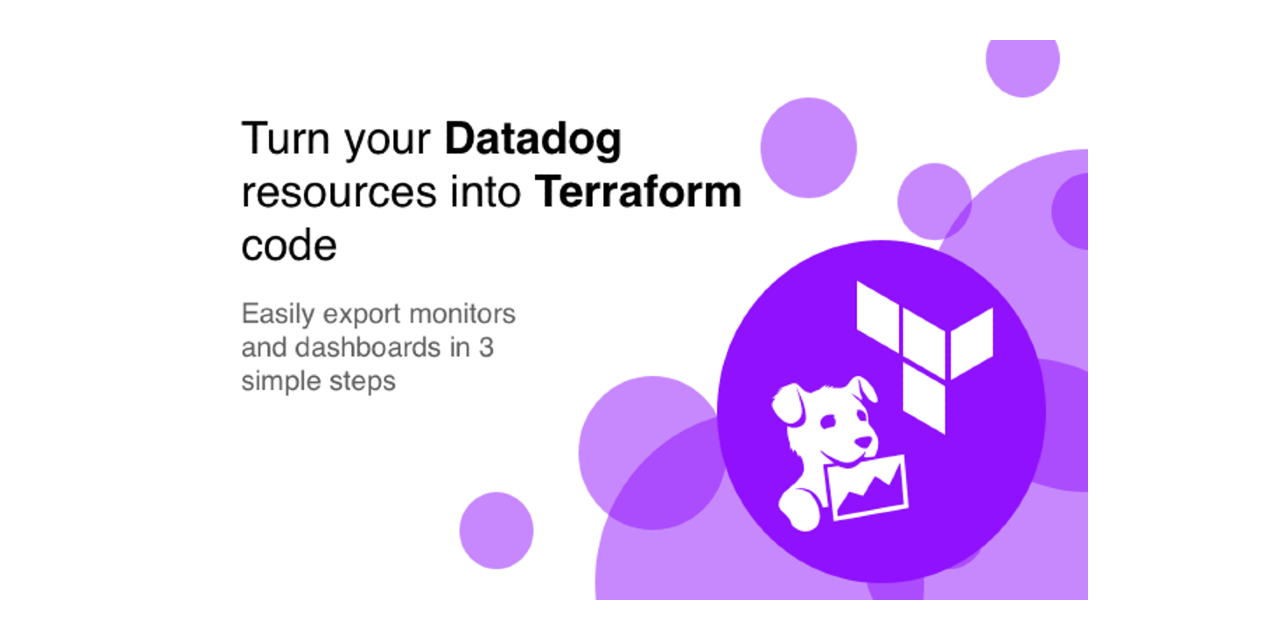 Turn your Datadog
resources into Terraform
code
Easily export monitors
and dashboards in 3
simple steps